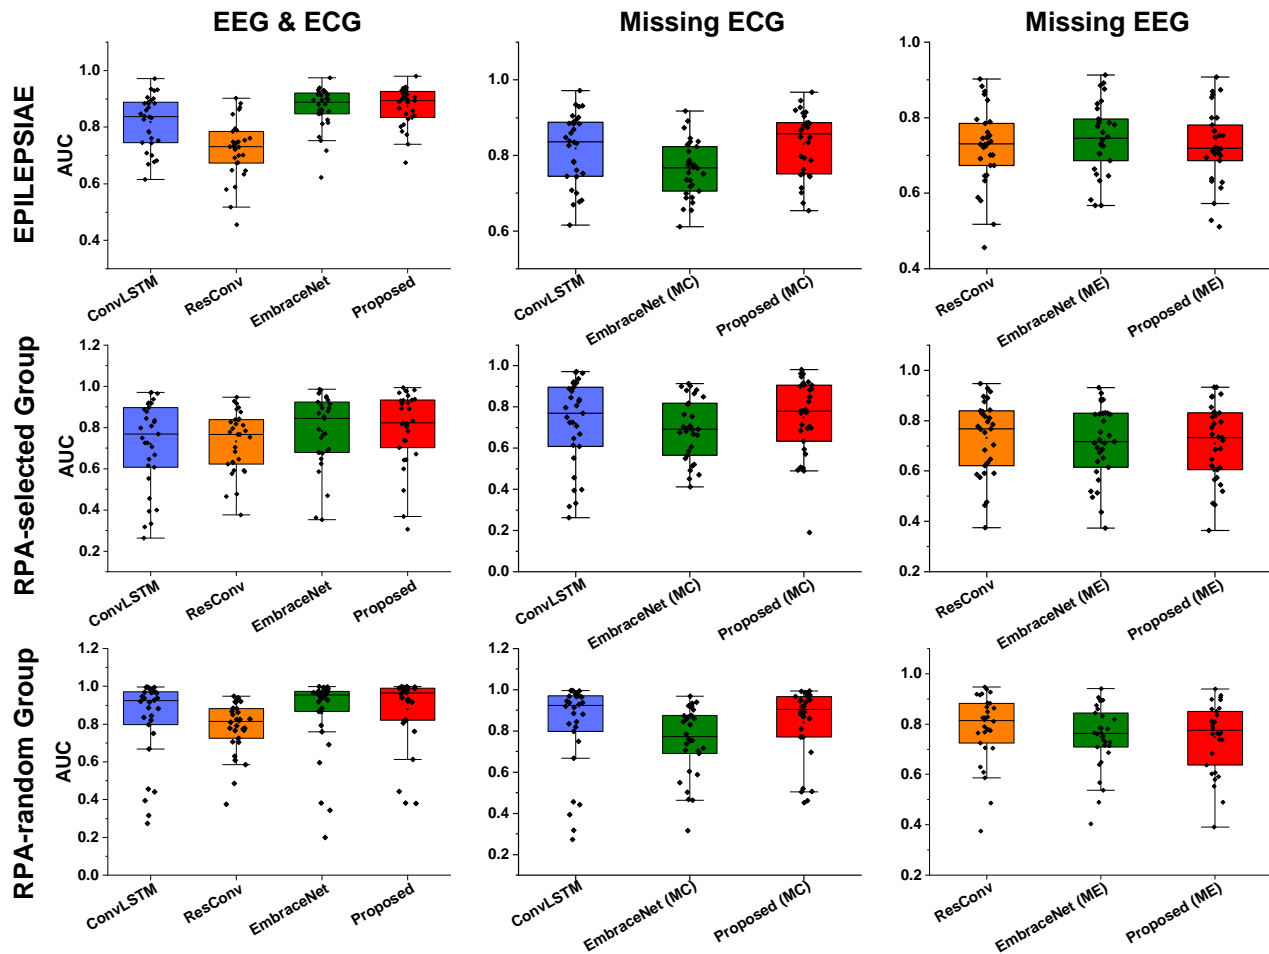 EEG & ECG
Missing ECG
Missing EEG
EPILEPSIAE
AUC
1.0
0.8
0.6
0.4
ConvLSTM
ResConv
EmbraceNet
Proposed
1.0
0.8
0.6
ConvLSTM
EmbraceNet (MC)
Proposed (MC)
1.0
0.8
0.6
0.4
ResConv
EmbraceNet (ME)
Proposed (ME)
RPA-selected Group
AUC
1.2
1.0
0.8
0.6
0.4
0.2
ConvLSTM
ResConv
EmbraceNet
Proposed
1.0
0.8
0.6
0.4
0.2
0.0
ConvLSTM
EmbraceNet (MC)
Proposed (MC)
1.0
0.8
0.6
0.4
0.2
ResConv
EmbraceNet (ME)
Proposed (ME)
RPA-random Group
AUC
1.2
1.0
0.8
0.6
0.4
0.2
0.0
ConvLSTM
ResConv
EmbraceNet
Proposed
1.2
1.0
0.8
0.6
0.4
0.2
ConvLSTM
EmbraceNet (MC)
Proposed (MC)
1.0
0.8
0.6
0.4
0.2
ResConv
EmbraceNet (ME)
Proposed (ME)